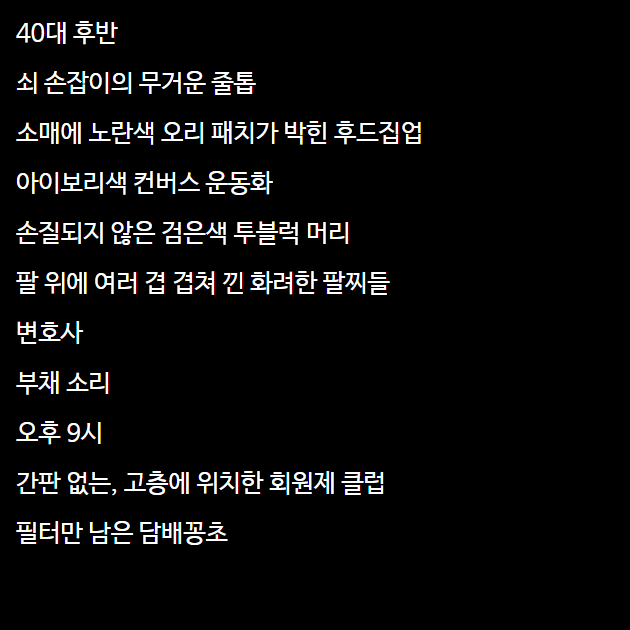 40대 후반
쇠 손잡이의 무거운 줄톱
소매에 노란색 오리 패치가 박힌 후드집업
아이보리색 컨버스 운동화
손질되지 않은 검은색 투블럭 머리
팔 위에 여러 겹 겹쳐 낀 화려한 팔찌들
변호사
부채 소리
오후 9시
간판 없는, 고층에 위치한 회원제 클럽
필터만 남은 담배꽁초